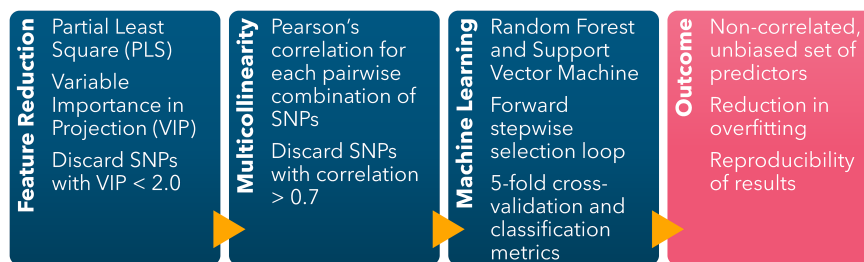 Feature Reduction
Partial Least
Square (PLS)
Variable
Importance in
Projection (VIP)
Discard SNPs
with VIP < 2.0
Multicollinearity
Pearson’s
correlation for
each pairwise
combination of
SNPs
Discard SNPs
with correlation
> 0.7
Machine Learning
Random Forest
and Support
Vector Machine
Forward
stepwise
selection loop
5-fold cross-
validation and
classification
metrics
Outcome
Non-correlated,
unbiased set of
predictors
Reduction in
overfitting
Reproducibility
of results